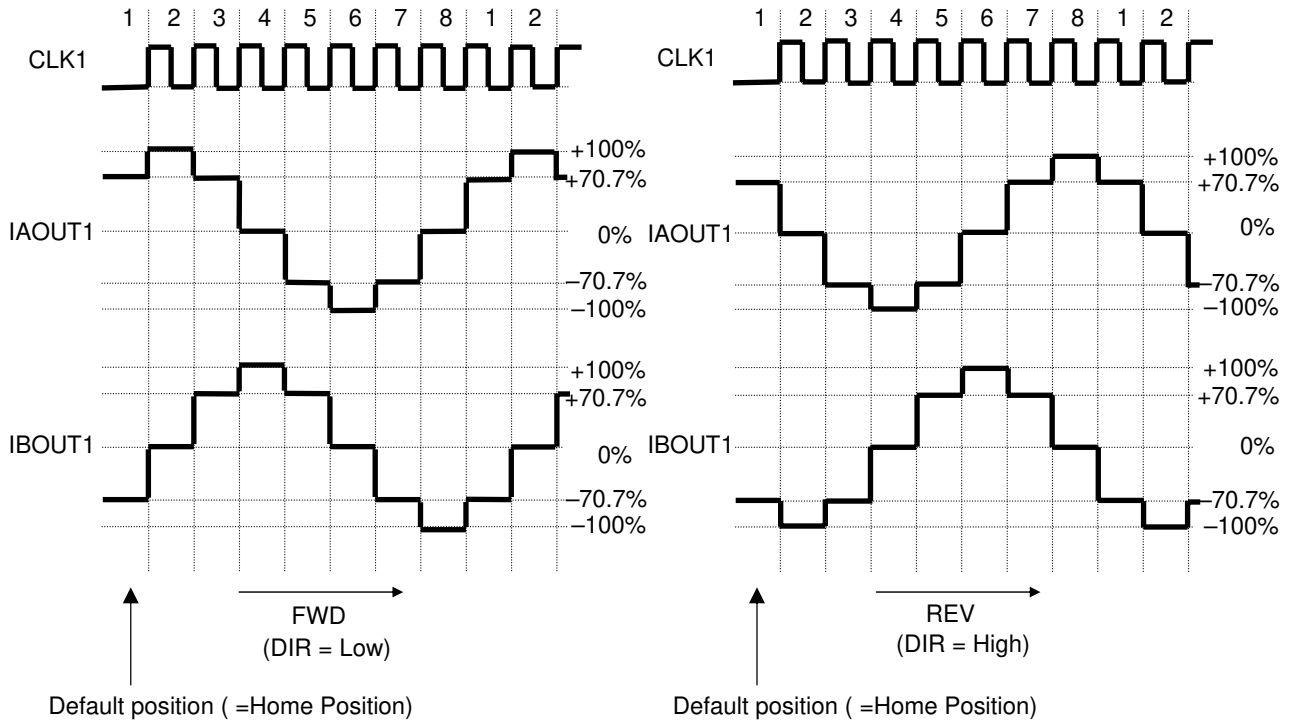 1 2 3 4 5 6 7 8 1 2
CLK1
+100%
+70.7%
IAOUT1
0%
–70.7%
–100%
+100%
+70.7%
IBOUT1
0%
–70.7%
–100%
FWD
(DIR = Low)
Default position ( =Home Position)
1 2 3 4 5 6 7 8 1 2
CLK1
+100%
+70.7%
IAOUT1
0%
–70.7%
–100%
+100%
+70.7%
IBOUT1
0%
–70.7%
–100%
REV
(DIR = High)
Default position ( =Home Position)